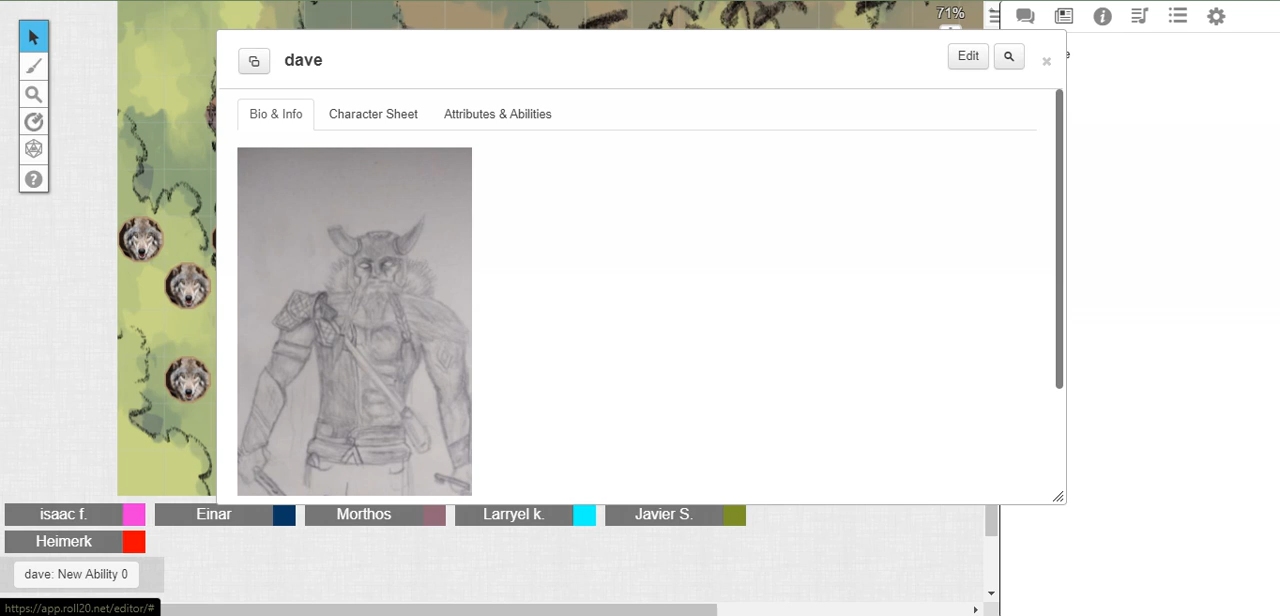 71%
dave
Edit
Bio & Info
Character Sheet
Attributes & Abilities
isaac f.
Einar
Morthos
Larryel k.
Javier S.
Heimerk
dave: New Ability 0
https://app.roll20.net/editor/#